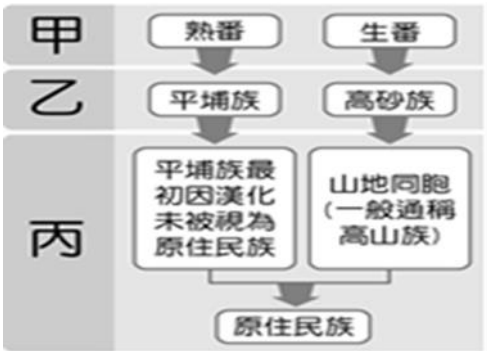 甲
熟番
生番
乙
平埔族
高砂族
丙
平埔族最
初因漢化
未被視為
原住民族
山地同胞
(一般通稱
高山族)
原住民族